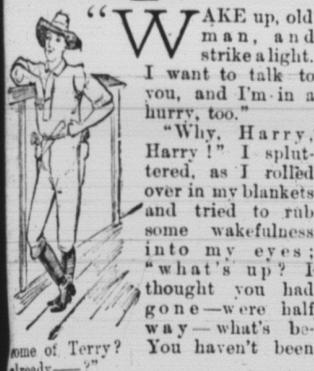 “WAKE up, old
man, and
strike a light.
I want to talk to
you, and I’m in a
hurry, too.”
“Why, Harry,
Harry!” I splut-
tered, as I rolled
over in my blankets
and tried to rub
some wakefulness
into my eyes;
“what’s up? I
thought you had
gone—were half
way—what’s be-
come of Terry? You haven’t been
already——?”